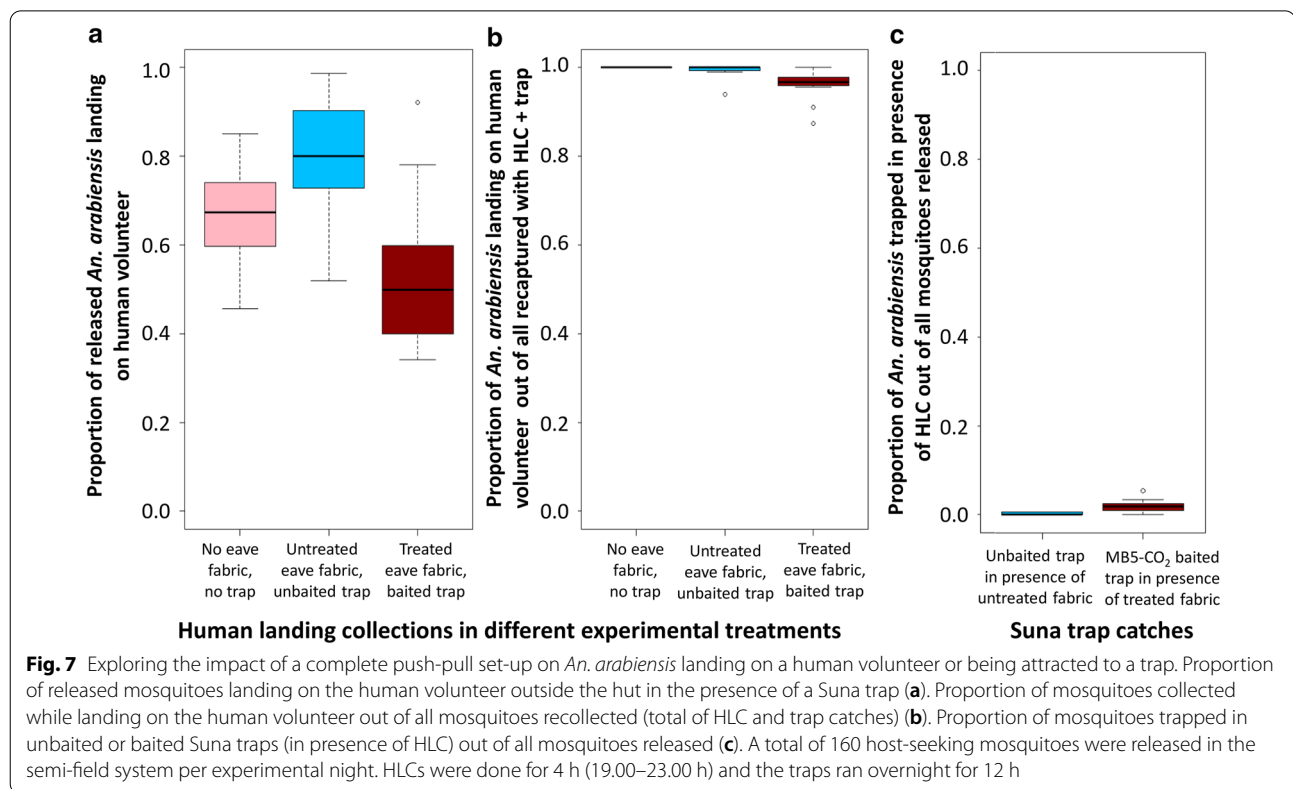 a
Proportion of released An. arabiensis landing
on human volunteer
1.0
0.8
0.6
0.4
0.2
0.0
No eave
fabric,
no trap
Untreated
eave fabric,
unbaited trap
Treated
eave fabric,
baited trap
b
Proportion of An. arabiensis landing on human
volunteer out of all recaptured with HLC + trap
1.0
0.8
0.6
0.4
0.2
0.0
No eave
fabric,
no trap
Untreated
eave fabric,
unbaited trap
Treated
eave fabric,
baited trap
Human landing collections in different experimental treatments
c
Proportion of An. arabiensis trapped in presence
of HLC out of all mosquitoes released
1.0
0.8
0.6
0.4
0.2
0.0
Unbaited trap
in presence of
untreated fabric
MB5-CO₂ baited
trap in presence
of treated fabric
Suna trap catches
Fig. 7 Exploring the impact of a complete push-pull set-up on An. arabiensis landing on a human volunteer or being attracted to a trap. Proportion
of released mosquitoes landing on the human volunteer outside the hut in the presence of a Suna trap (a). Proportion of mosquitoes collected
while landing on the human volunteer out of all mosquitoes recollected (total of HLC and trap catches) (b). Proportion of mosquitoes trapped in
unbaited or baited Suna traps (in presence of HLC) out of all mosquitoes released (c). A total of 160 host-seeking mosquitoes were released in the
semi-field system per experimental night. HLCs were done for 4 h (19.00–23.00 h) and the traps ran overnight for 12 h